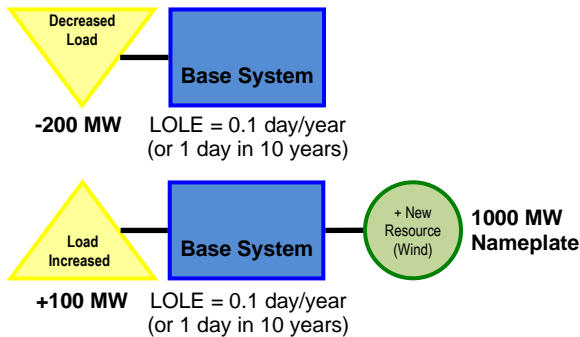 Decreased
Load
Base System
-200 MW
LOLE = 0.1 day/year
(or 1 day in 10 years)
Load
Increased
Base System
+ New
Resource
(Wind)
1000 MW
Nameplate
+100 MW
LOLE = 0.1 day/year
(or 1 day in 10 years)